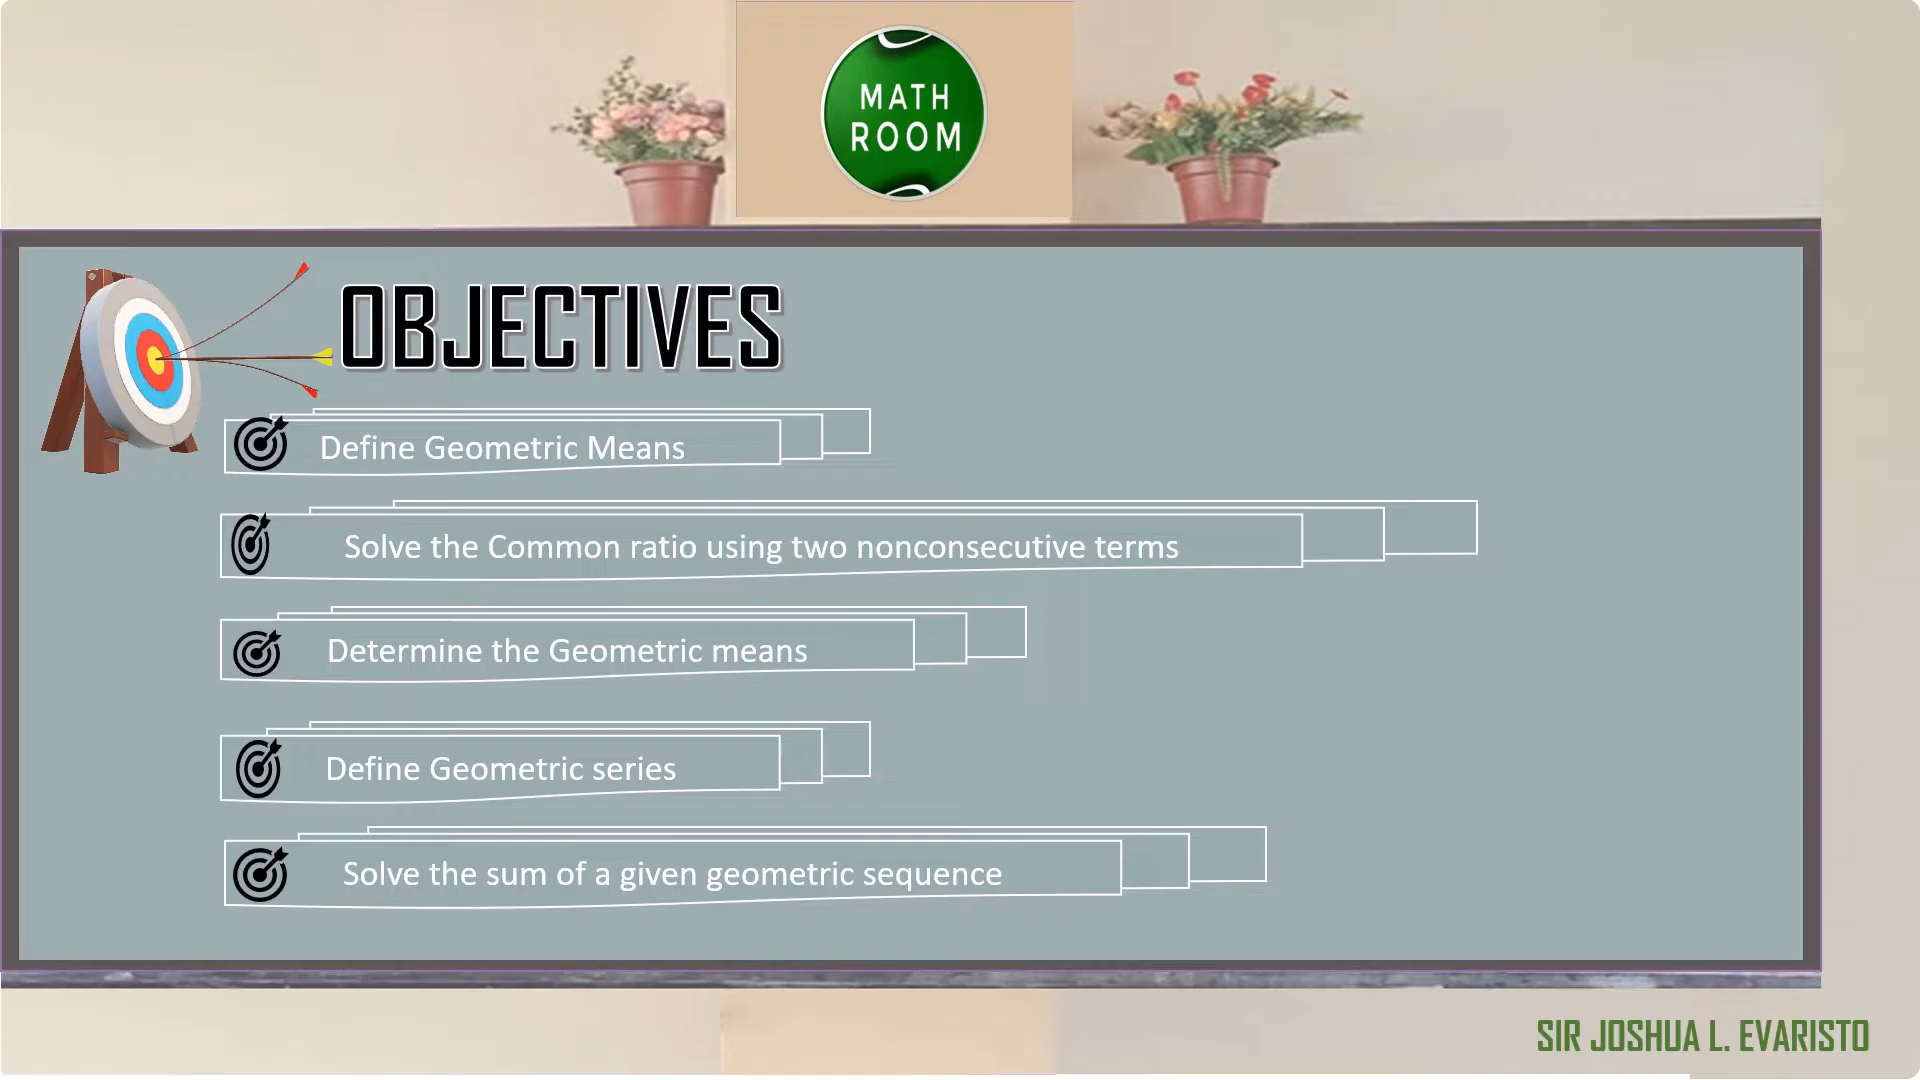 MATH
ROOM
OBJECTIVES
Define Geometric Means
Solve the Common ratio using two nonconsecutive terms
Determine the Geometric means
Define Geometric series
Solve the sum of a given geometric sequence
SIR JOSHUA L. EVARISTO